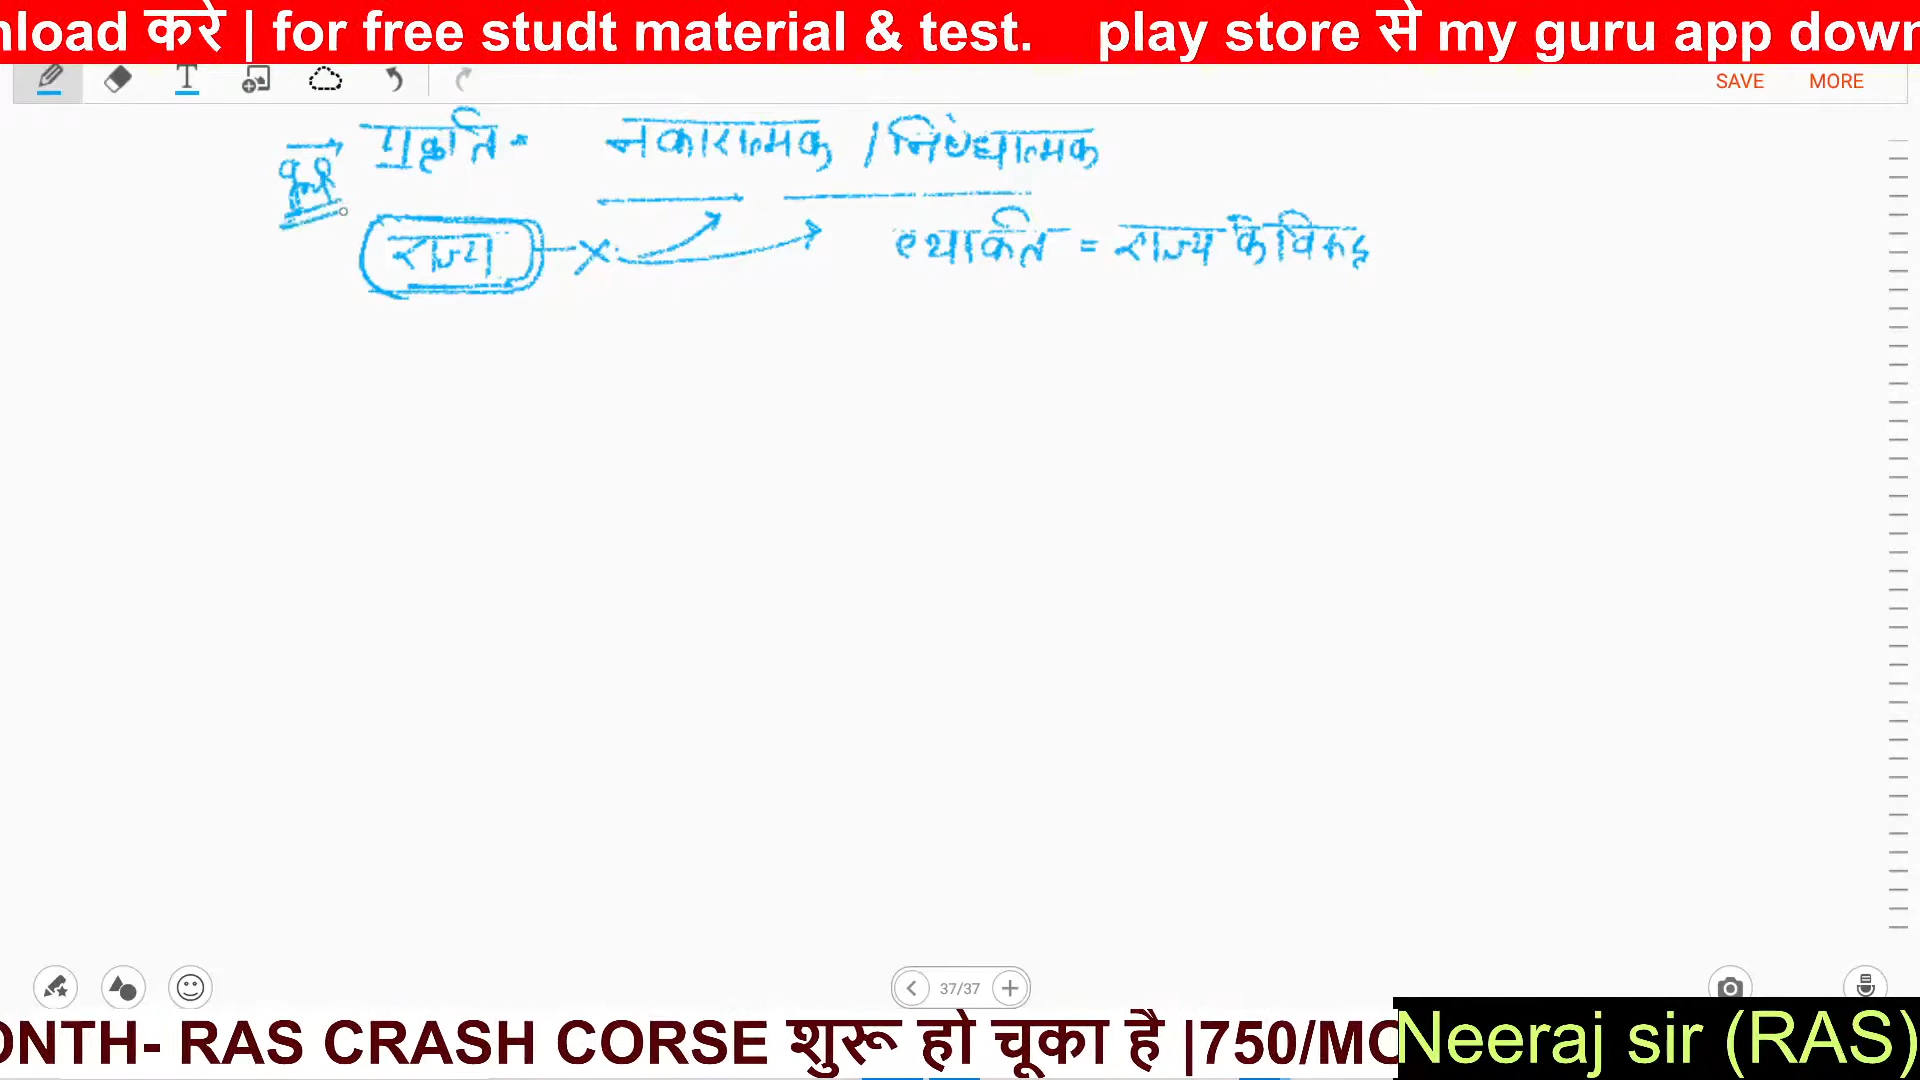 nload करे | for free studt material & test. play store से my guru app down
SAVE MORE
प्रकृति - नकारात्मक / निषेधात्मक
राज्य = राज्य के विरुद्ध
37/37
ONTH- RAS CRASH CORSE शुरू हो चूका है |750/MO
Neeraj sir (RAS)